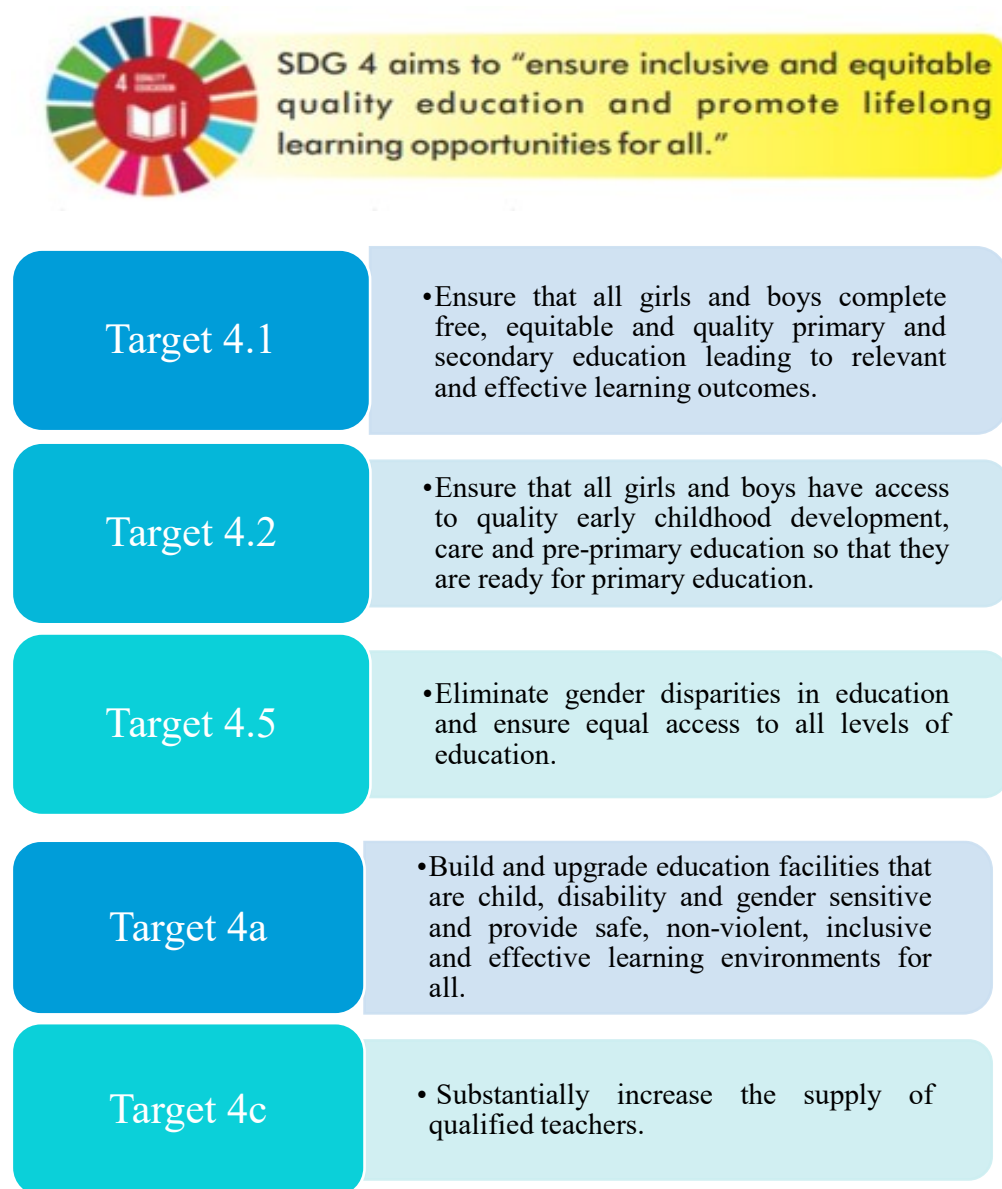 4 QUALITY
EDUCATION
SDG 4 aims to “ensure inclusive and equitable
quality education and promote lifelong
learning opportunities for all.”
Target 4.1
•Ensure that all girls and boys complete
free, equitable and quality primary and
secondary education leading to relevant
and effective learning outcomes.
Target 4.2
•Ensure that all girls and boys have access
to quality early childhood development,
care and pre-primary education so that they
are ready for primary education.
Target 4.5
•Eliminate gender disparities in education
and ensure equal access to all levels of
education.
Target 4a
•Build and upgrade education facilities that
are child, disability and gender sensitive
and provide safe, non-violent, inclusive
and effective learning environments for
all.
Target 4c
• Substantially increase the supply of
qualified teachers.